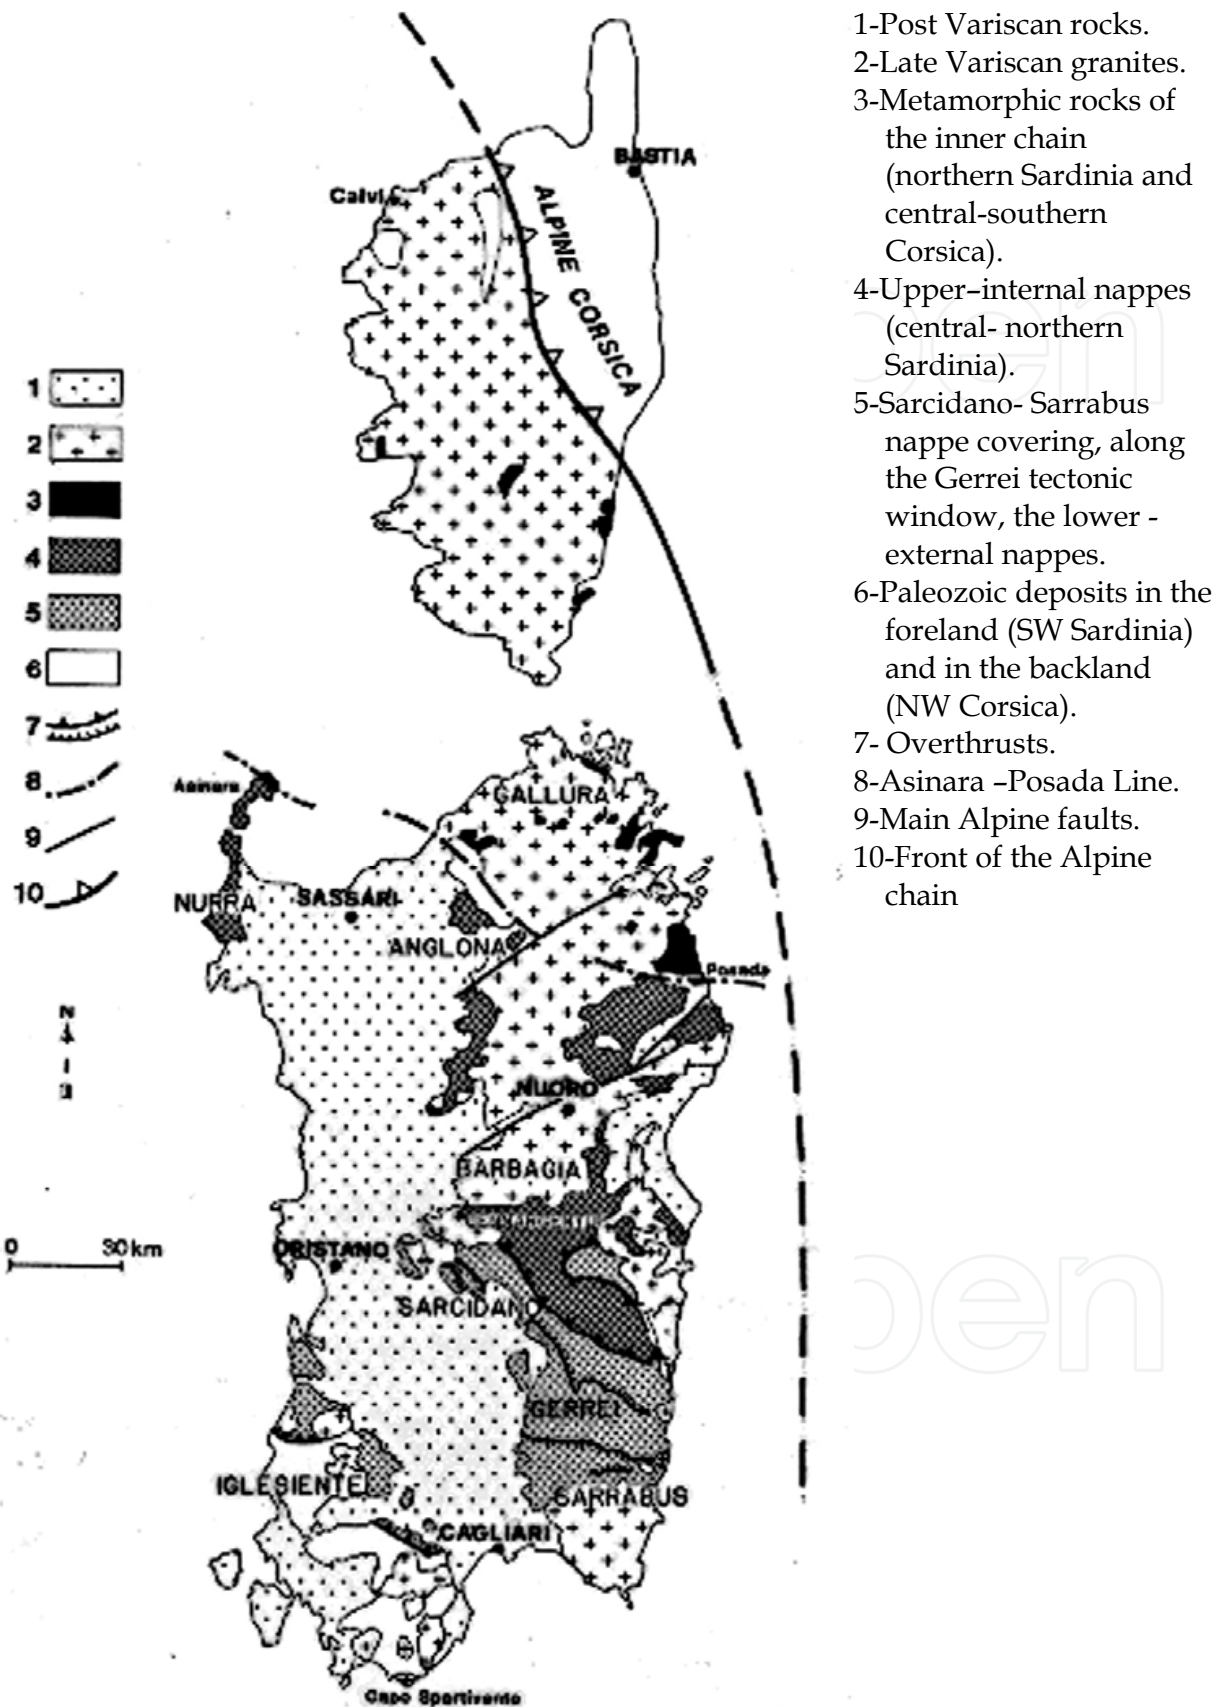 1-Post Variscan rocks.
2-Late Variscan granites.
3-Metamorphic rocks of
the inner chain
(northern Sardinia and
central-southern
Corsica).
4-Upper–internal nappes
(central- northern
Sardinia).
5-Sarcidano- Sarrabus
nappe covering, along
the Gerrei tectonic
window, the lower -
external nappes.
6-Paleozoic deposits in the
foreland (SW Sardinia)
and in the backland
(NW Corsica).
7- Overthrusts.
8-Asinara –Posada Line.
9-Main Alpine faults.
10-Front of the Alpine
chain
BASTIA
Calvi
ALPINE CORSICA
1
2
3
4
5
6
7
8
9
10
Asinara
GALLURA
NURRA
SASSARI
ANGLONA
Posada
N
NUORO
BARBAGIA
0 30 km
ORISTANO
SARCIDANO
GERREI
IGLESIENTE
SARRABUS
CAGLIARI
Capo Spartivento
pen
pen